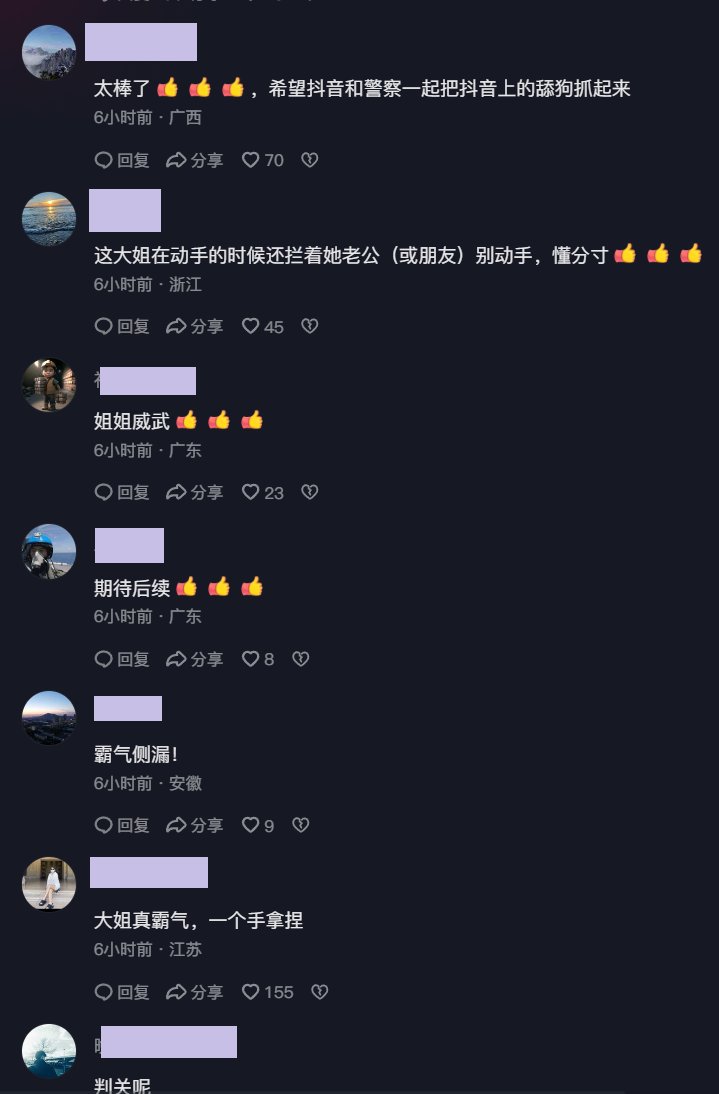 太棒了👍👍👍，希望抖音和警察一起把抖音上的舔狗抓起来
6小时前·广西
回复 分享 70
这大姐在动手的时候还拦着她老公（或朋友）别动手，懂分寸👍👍👍
6小时前·浙江
回复 分享 45
姐姐威武👍👍👍
6小时前·广东
回复 分享 23
期待后续👍👍👍
6小时前·广东
回复 分享 8
霸气侧漏！
6小时前·安徽
回复 分享 9
大姐真霸气，一个手拿捏
6小时前·江苏
回复 分享 155
判关呢